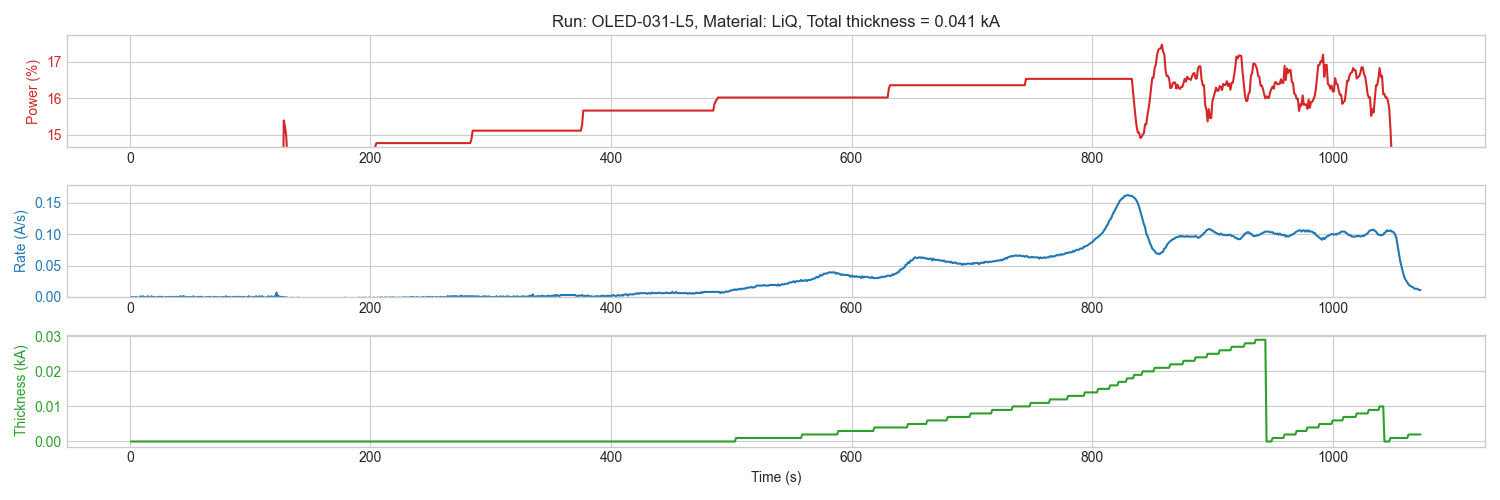 Run: OLED-031-L5, Material: LiQ, Total thickness = 0.041 kA
Power (%)
17
16
15
0 200 400 600 800 1000
Rate (A/s)
0.15
0.10
0.05
0.00
0 200 400 600 800 1000
Thickness (kA)
0.03
0.02
0.01
0.00
0 200 400 600 800 1000
Time (s)